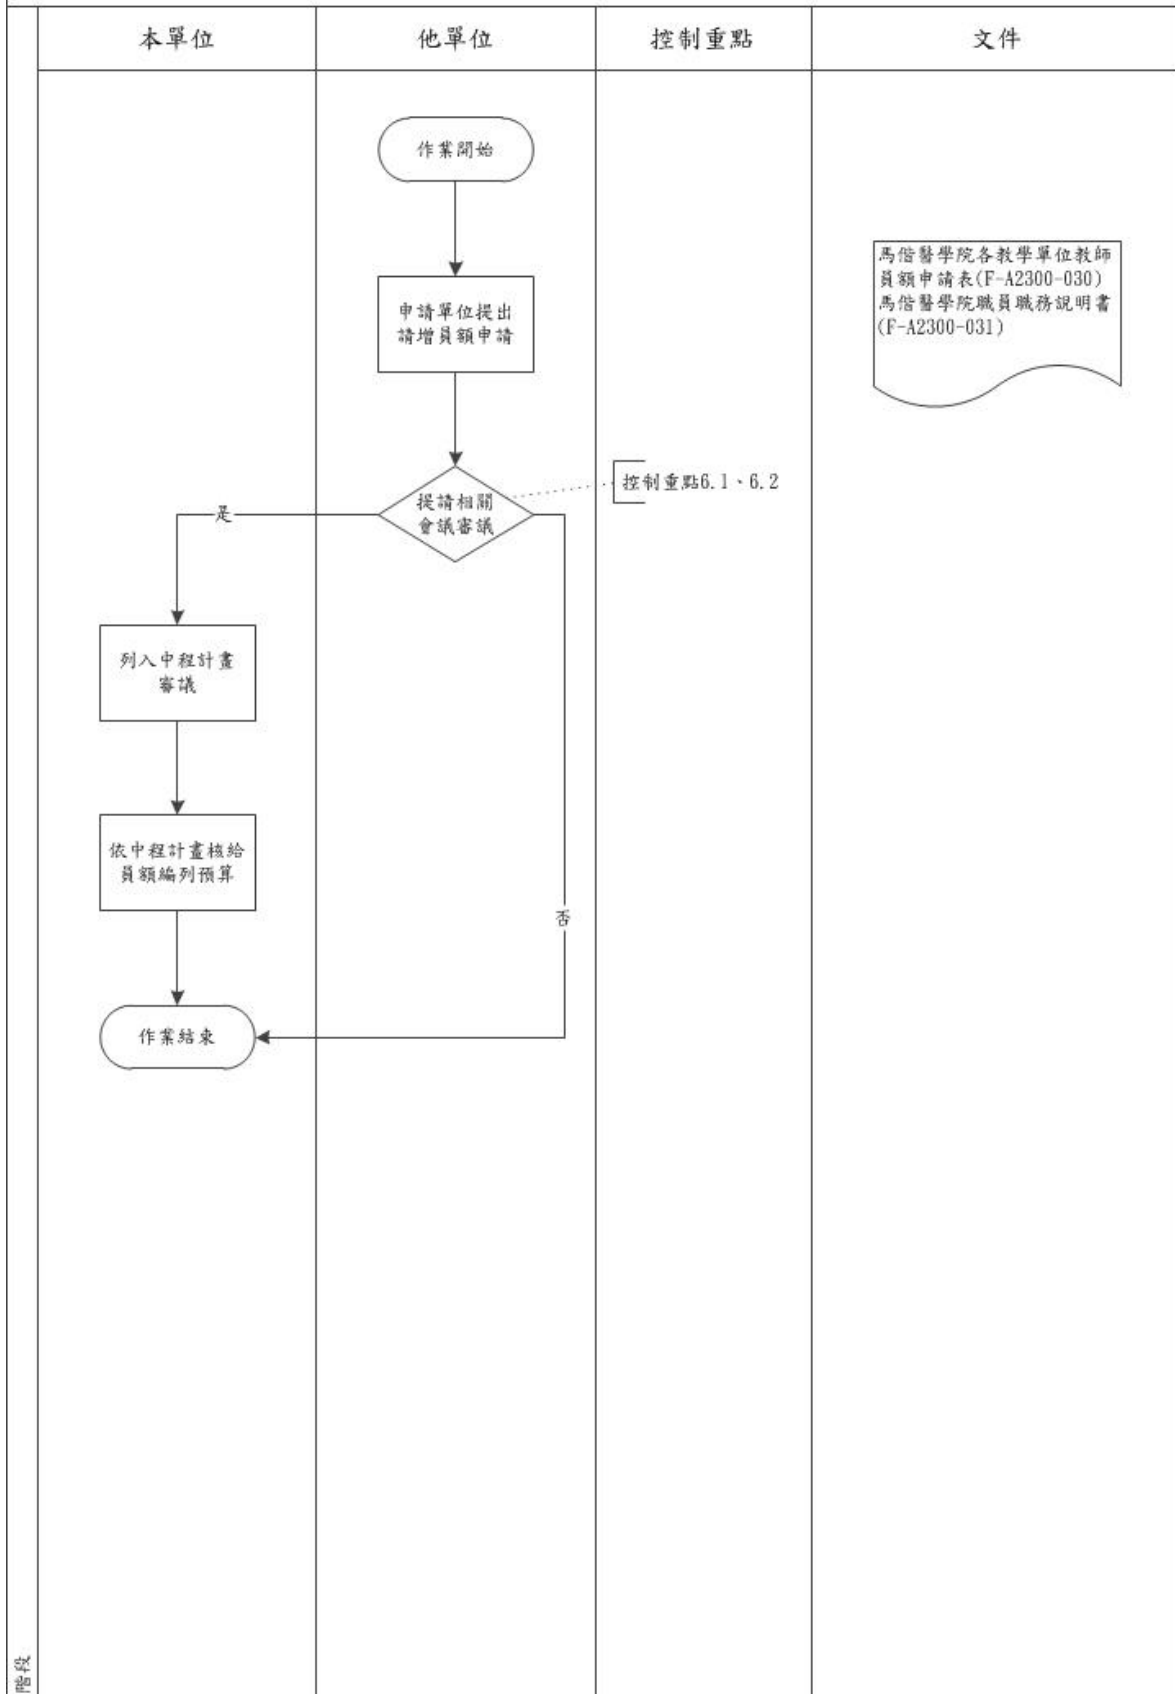 本單位
他單位
控制重點
文件
作業開始
申請單位提出
請增員額申請
馬偕醫學院各教學單位教師
員額申請表(F-A2300-030)
馬偕醫學院職員職務說明書
(F-A2300-031)
提請相關
會議審議
控制重點6.1、6.2
是
列入中程計畫
審議
依中程計畫核給
員額編列預算
否
作業結束
階段